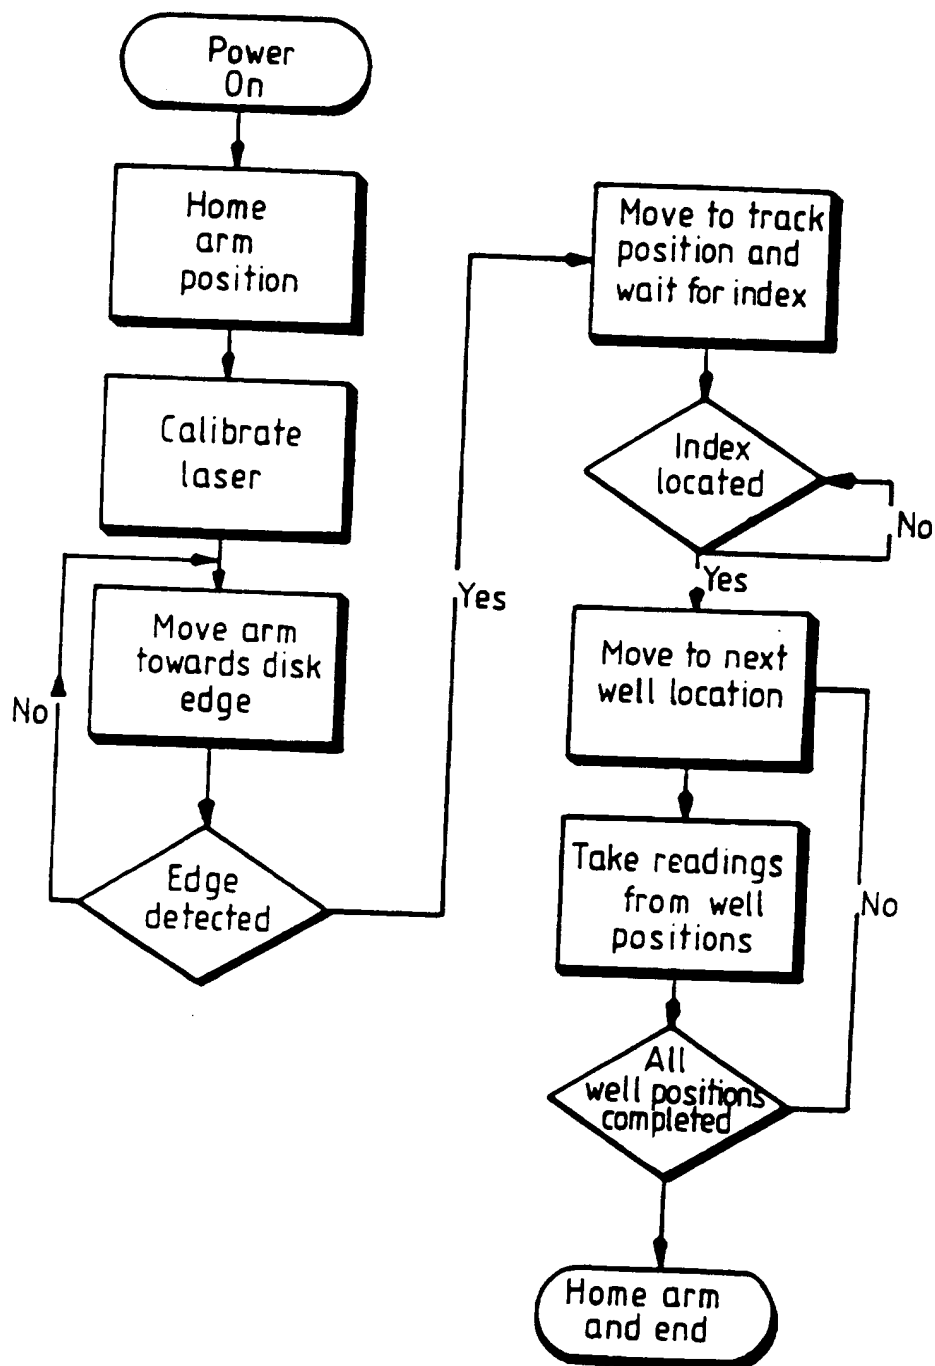 Power
On
Home
arm
position
Calibrate
laser
Move arm
towards disk
edge
No
Edge
detected
Yes
Move to track
position and
wait for index
Index
located
No
Yes
Move to next
well location
Take readings
from well
positions
No
All
well positions
completed
Home arm
and end